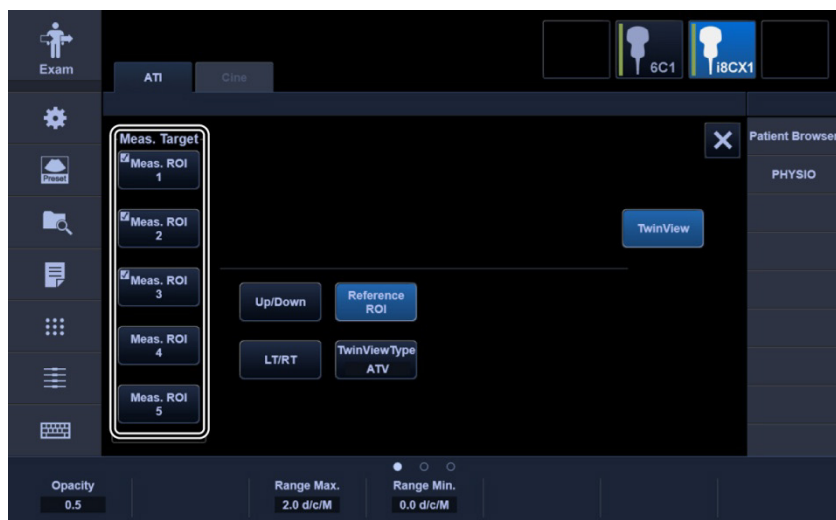 Exam
ATI
Cine
6C1
i8CX1
Preset
Meas. Target
Meas. ROI
1
Meas. ROI
2
Meas. ROI
3
Meas. ROI
4
Meas. ROI
5
Patient Browser
PHYSIO
TwinView
Up/Down
Reference
ROI
LT/RT
TwinViewType
ATV
Opacity
0.5
Range Max.
2.0 d/c/M
Range Min.
0.0 d/c/M